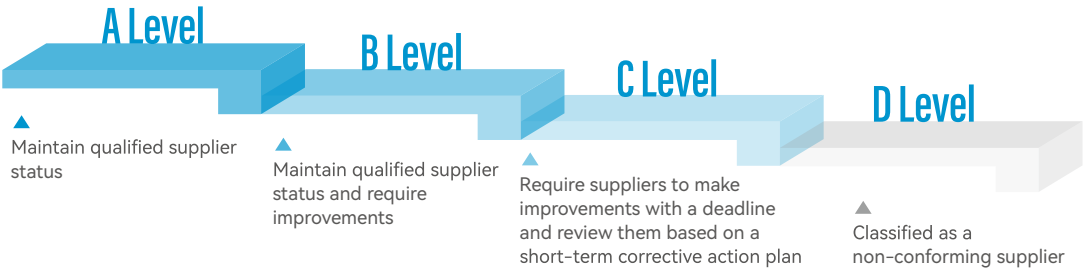 A Level
Maintain qualified supplier
status
B Level
Maintain qualified supplier
status and require
improvements
C Level
Require suppliers to make
improvements with a deadline
and review them based on a
short-term corrective action plan
D Level
Classified as a
non-conforming supplier